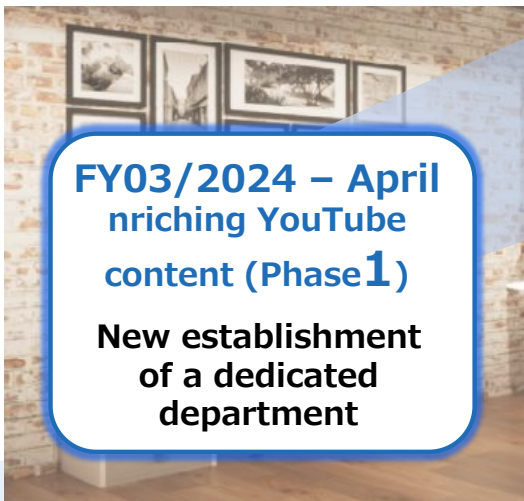 FY03/2024 – April
nriching YouTube
content (Phase1)
New establishment
of a dedicated
department